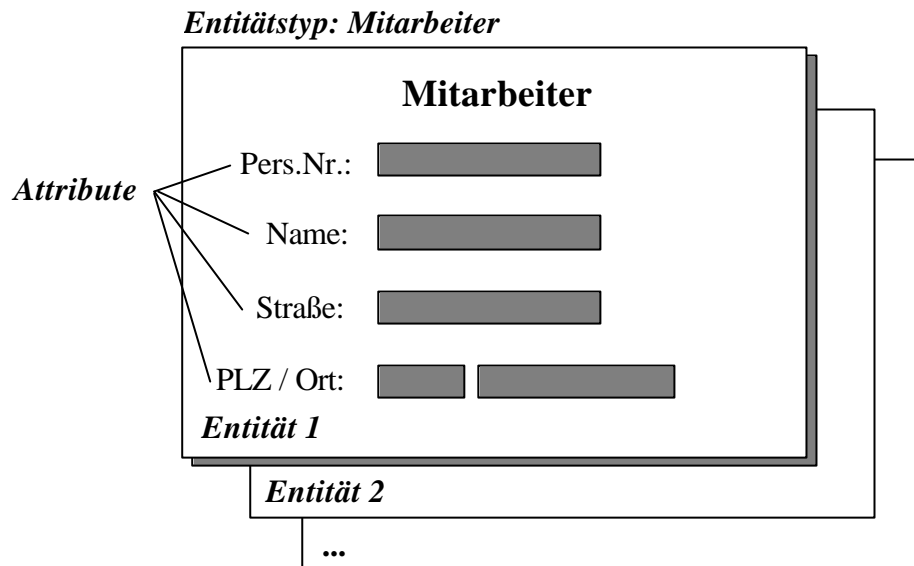 Entitätstyp: Mitarbeiter
Mitarbeiter
Pers.Nr.:
Attribute
Name:
Straße:
PLZ / Ort:
Entität 1
Entität 2
...